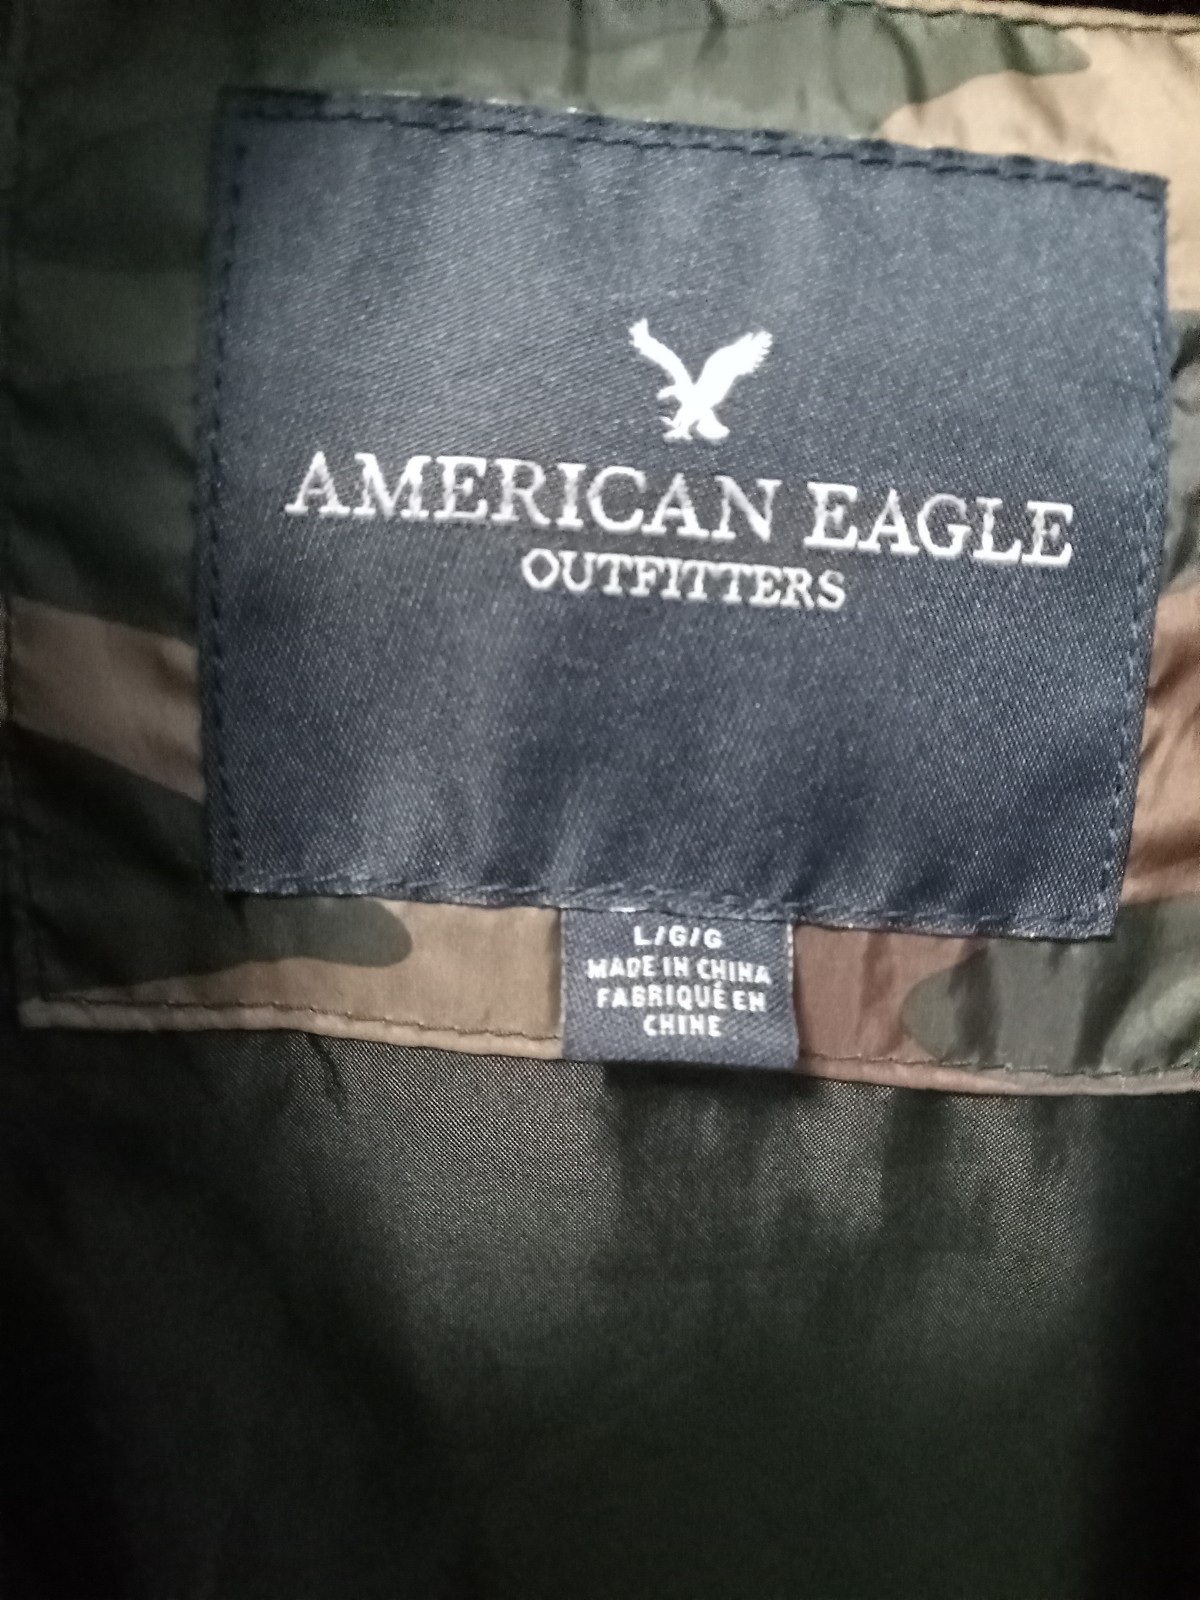 AMERICAN EAGLE
OUTFITTERS
L/G/G
MADE IN CHINA
FABRIQUÉ EN
CHINE